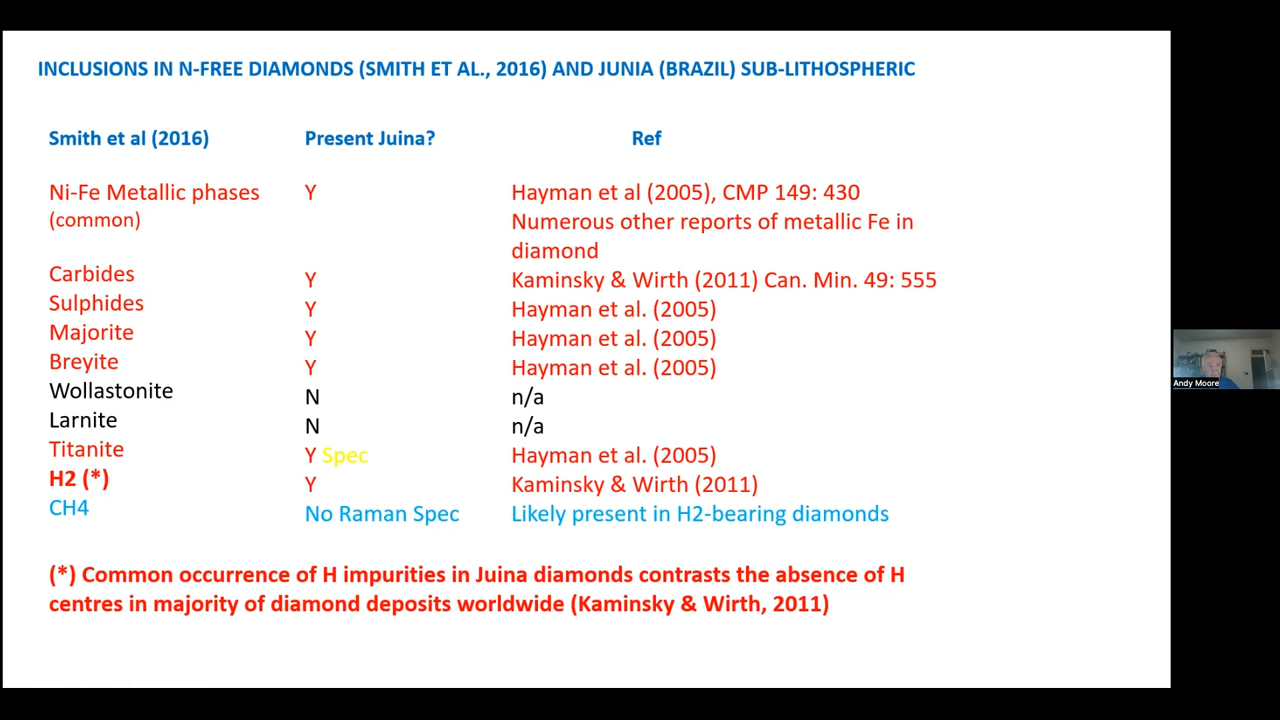 INCLUSIONS IN N-FREE DIAMONDS (SMITH ET AL., 2016) AND JUNIA (BRAZIL) SUB-LITHOSPHERIC
Smith et al (2016) Present Juina? Ref
Ni-Fe Metallic phases Y Hayman et al (2005), CMP 149: 430
(common) Numerous other reports of metallic Fe in
diamond
Carbides Y Kaminsky & Wirth (2011) Can. Min. 49: 555
Sulphides Y Hayman et al. (2005)
Majorite Y Hayman et al. (2005)
Breyite Y Hayman et al. (2005)
Wollastonite N n/a
Larnite N n/a
Titanite Y Spec Hayman et al. (2005)
H2 (*) Y Kaminsky & Wirth (2011)
CH4 No Raman Spec Likely present in H2-bearing diamonds
(*) Common occurrence of H impurities in Juina diamonds contrasts the absence of H
centres in majority of diamond deposits worldwide (Kaminsky & Wirth, 2011)
Andy Moore